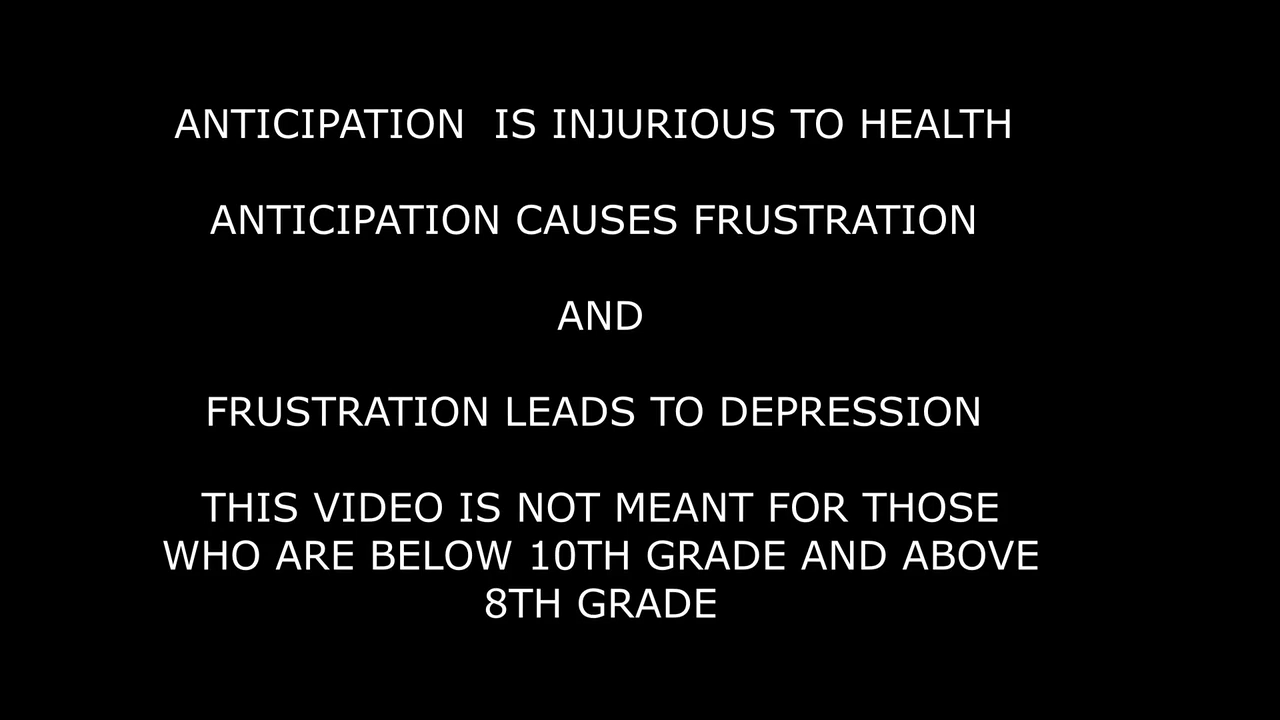 ANTICIPATION  IS INJURIOUS TO HEALTH
ANTICIPATION CAUSES FRUSTRATION
AND
FRUSTRATION LEADS TO DEPRESSION
THIS VIDEO IS NOT MEANT FOR THOSE
WHO ARE BELOW 10TH GRADE AND ABOVE
8TH GRADE